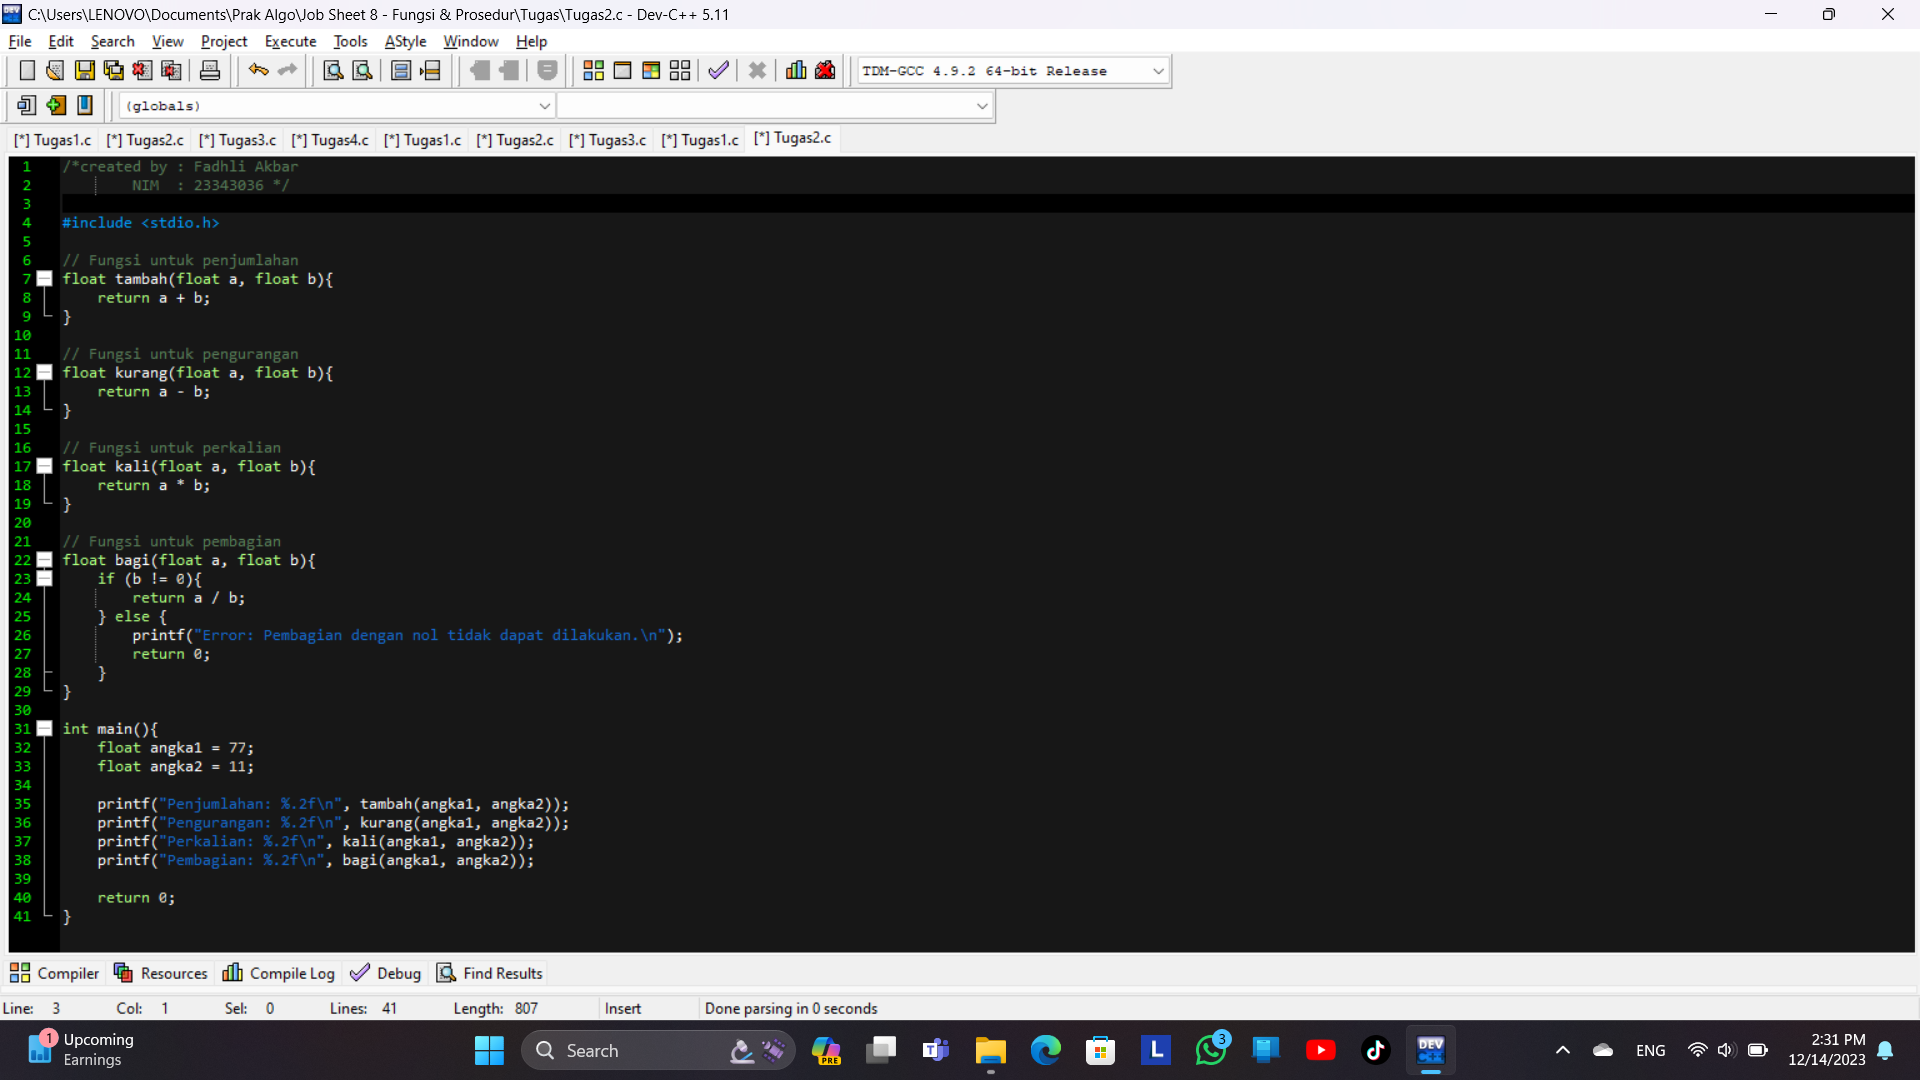 C:\Users\LENOVO\Documents\Prak Algo\Job Sheet 8 - Fungsi & Prosedur\Tugas\Tugas2.c - Dev-C++ 5.11
File Edit Search View Project Execute Tools AStyle Window Help
TDM-GCC 4.9.2 64-bit Release
(globals)
[*] Tugas1.c [*] Tugas2.c [*] Tugas3.c [*] Tugas4.c [*] Tugas1.c [*] Tugas2.c [*] Tugas3.c [*] Tugas1.c [*] Tugas2.c
1 /*created by : Fadhli Akbar
2 NIM : 23343036 */
3
4 #include <stdio.h>
5
6 // Fungsi untuk penjumlahan
7 float tambah(float a, float b){
8 return a + b;
9 }
10
11 // Fungsi untuk pengurangan
12 float kurang(float a, float b){
13 return a - b;
14 }
15
16 // Fungsi untuk perkalian
17 float kali(float a, float b){
18 return a * b;
19 }
20
21 // Fungsi untuk pembagian
22 float bagi(float a, float b){
23 if (b != 0){
24 return a / b;
25 } else {
26 printf("Error: Pembagian dengan nol tidak dapat dilakukan.\n");
27 return 0;
28 }
29 }
30
31 int main(){
32 float angka1 = 77;
33 float angka2 = 11;
34
35 printf("Penjumlahan: %.2f\n", tambah(angka1, angka2));
36 printf("Pengurangan: %.2f\n", kurang(angka1, angka2));
37 printf("Perkalian: %.2f\n", kali(angka1, angka2));
38 printf("Pembagian: %.2f\n", bagi(angka1, angka2));
39
40 return 0;
41 }
Compiler Resources Compile Log Debug Find Results
Line: 3 Col: 1 Sel: 0 Lines: 41 Length: 807 Insert Done parsing in 0 seconds
1 Upcoming
Earnings
Search
PRE
L
3
DEV
C++
ENG
2:31 PM
12/14/2023